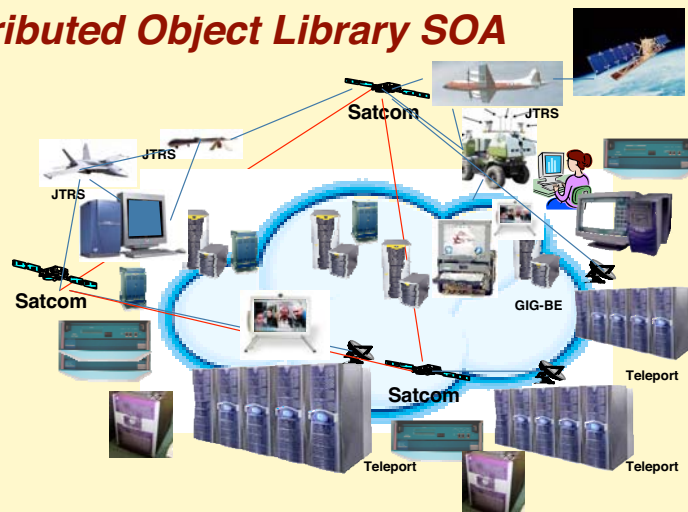 ributed Object Library SOA
Satcom
JTRS
JTRS
JTRS
Satcom
GIG-BE
Teleport
Satcom
Teleport
Teleport